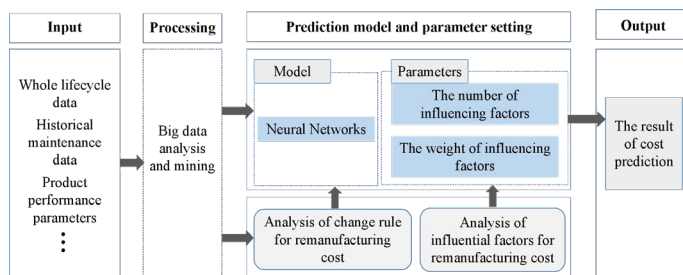 Input
Processing
Prediction model and parameter setting
Output
Whole lifecycle
data
Historical
maintenance
data
Product
performance
parameters
Big data
analysis
and mining
Model
Neural Networks
Parameters
The number of
influencing factors
The weight of influencing
factors
Analysis of change rule
for remanufacturing
cost
Analysis of
influential factors for
remanufacturing cost
The result
of cost
prediction